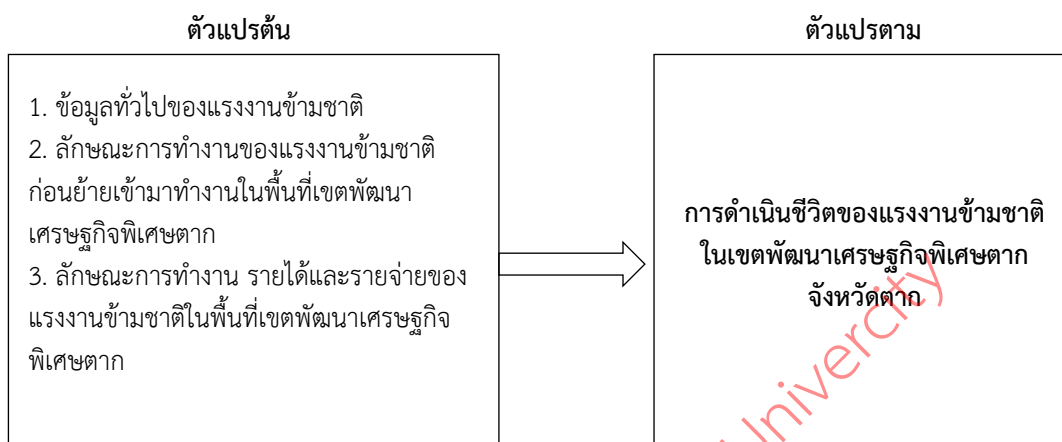 ตัวแปรต้น
ตัวแปรตาม
1. ข้อมูลทั่วไปของแรงงานข้ามชาติ
2. ลักษณะการทำงานของแรงงานข้ามชาติ
ก่อนย้ายเข้ามาทำงานในพื้นที่เขตพัฒนา
เศรษฐกิจพิเศษตาก
3. ลักษณะการทำงาน รายได้และรายจ่ายของ
แรงงานข้ามชาติในพื้นที่เขตพัฒนาเศรษฐกิจ
พิเศษตาก
การดำเนินชีวิตของแรงงานข้ามชาติ
ในเขตพัฒนาเศรษฐกิจพิเศษตาก
จังหวัดตาก
Univercity